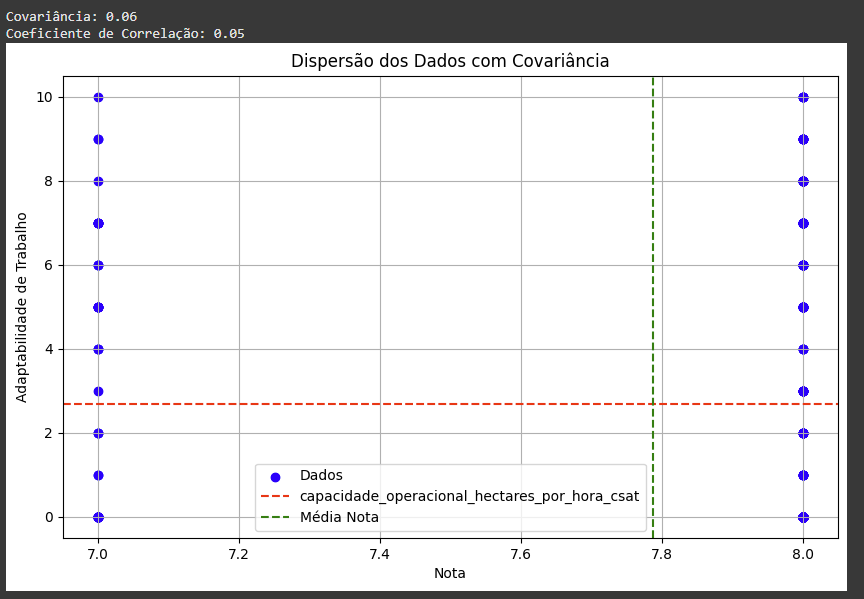 Covariância: 0.06
Coeficiente de Correlação: 0.05
Dispersão dos Dados com Covariância
10
8
6
4
2
0
Adaptabilidade de Trabalho
Dados
capacidade_operacional_hectares_por_hora_csat
Média Nota
7.0 7.2 7.4 7.6 7.8 8.0
Nota